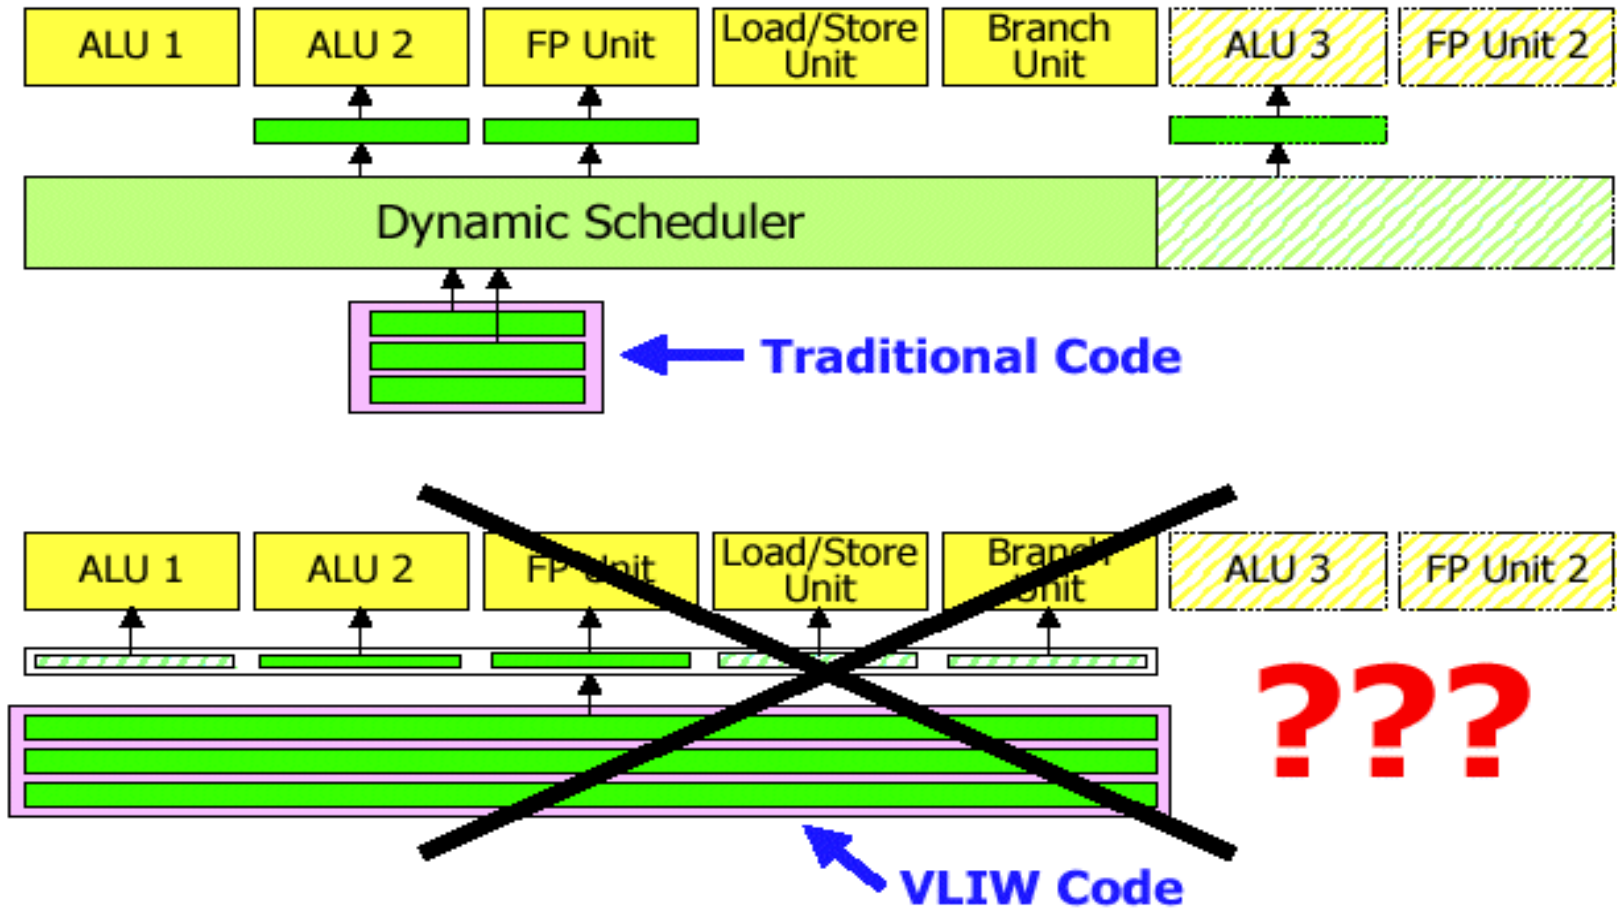 ALU 1
ALU 2
FP Unit
Load/Store
Unit
Branch
Unit
ALU 3
FP Unit 2
Dynamic Scheduler
Traditional Code
ALU 1
ALU 2
FP Unit
Load/Store
Unit
Branch
Unit
ALU 3
FP Unit 2
???
VLIW Code